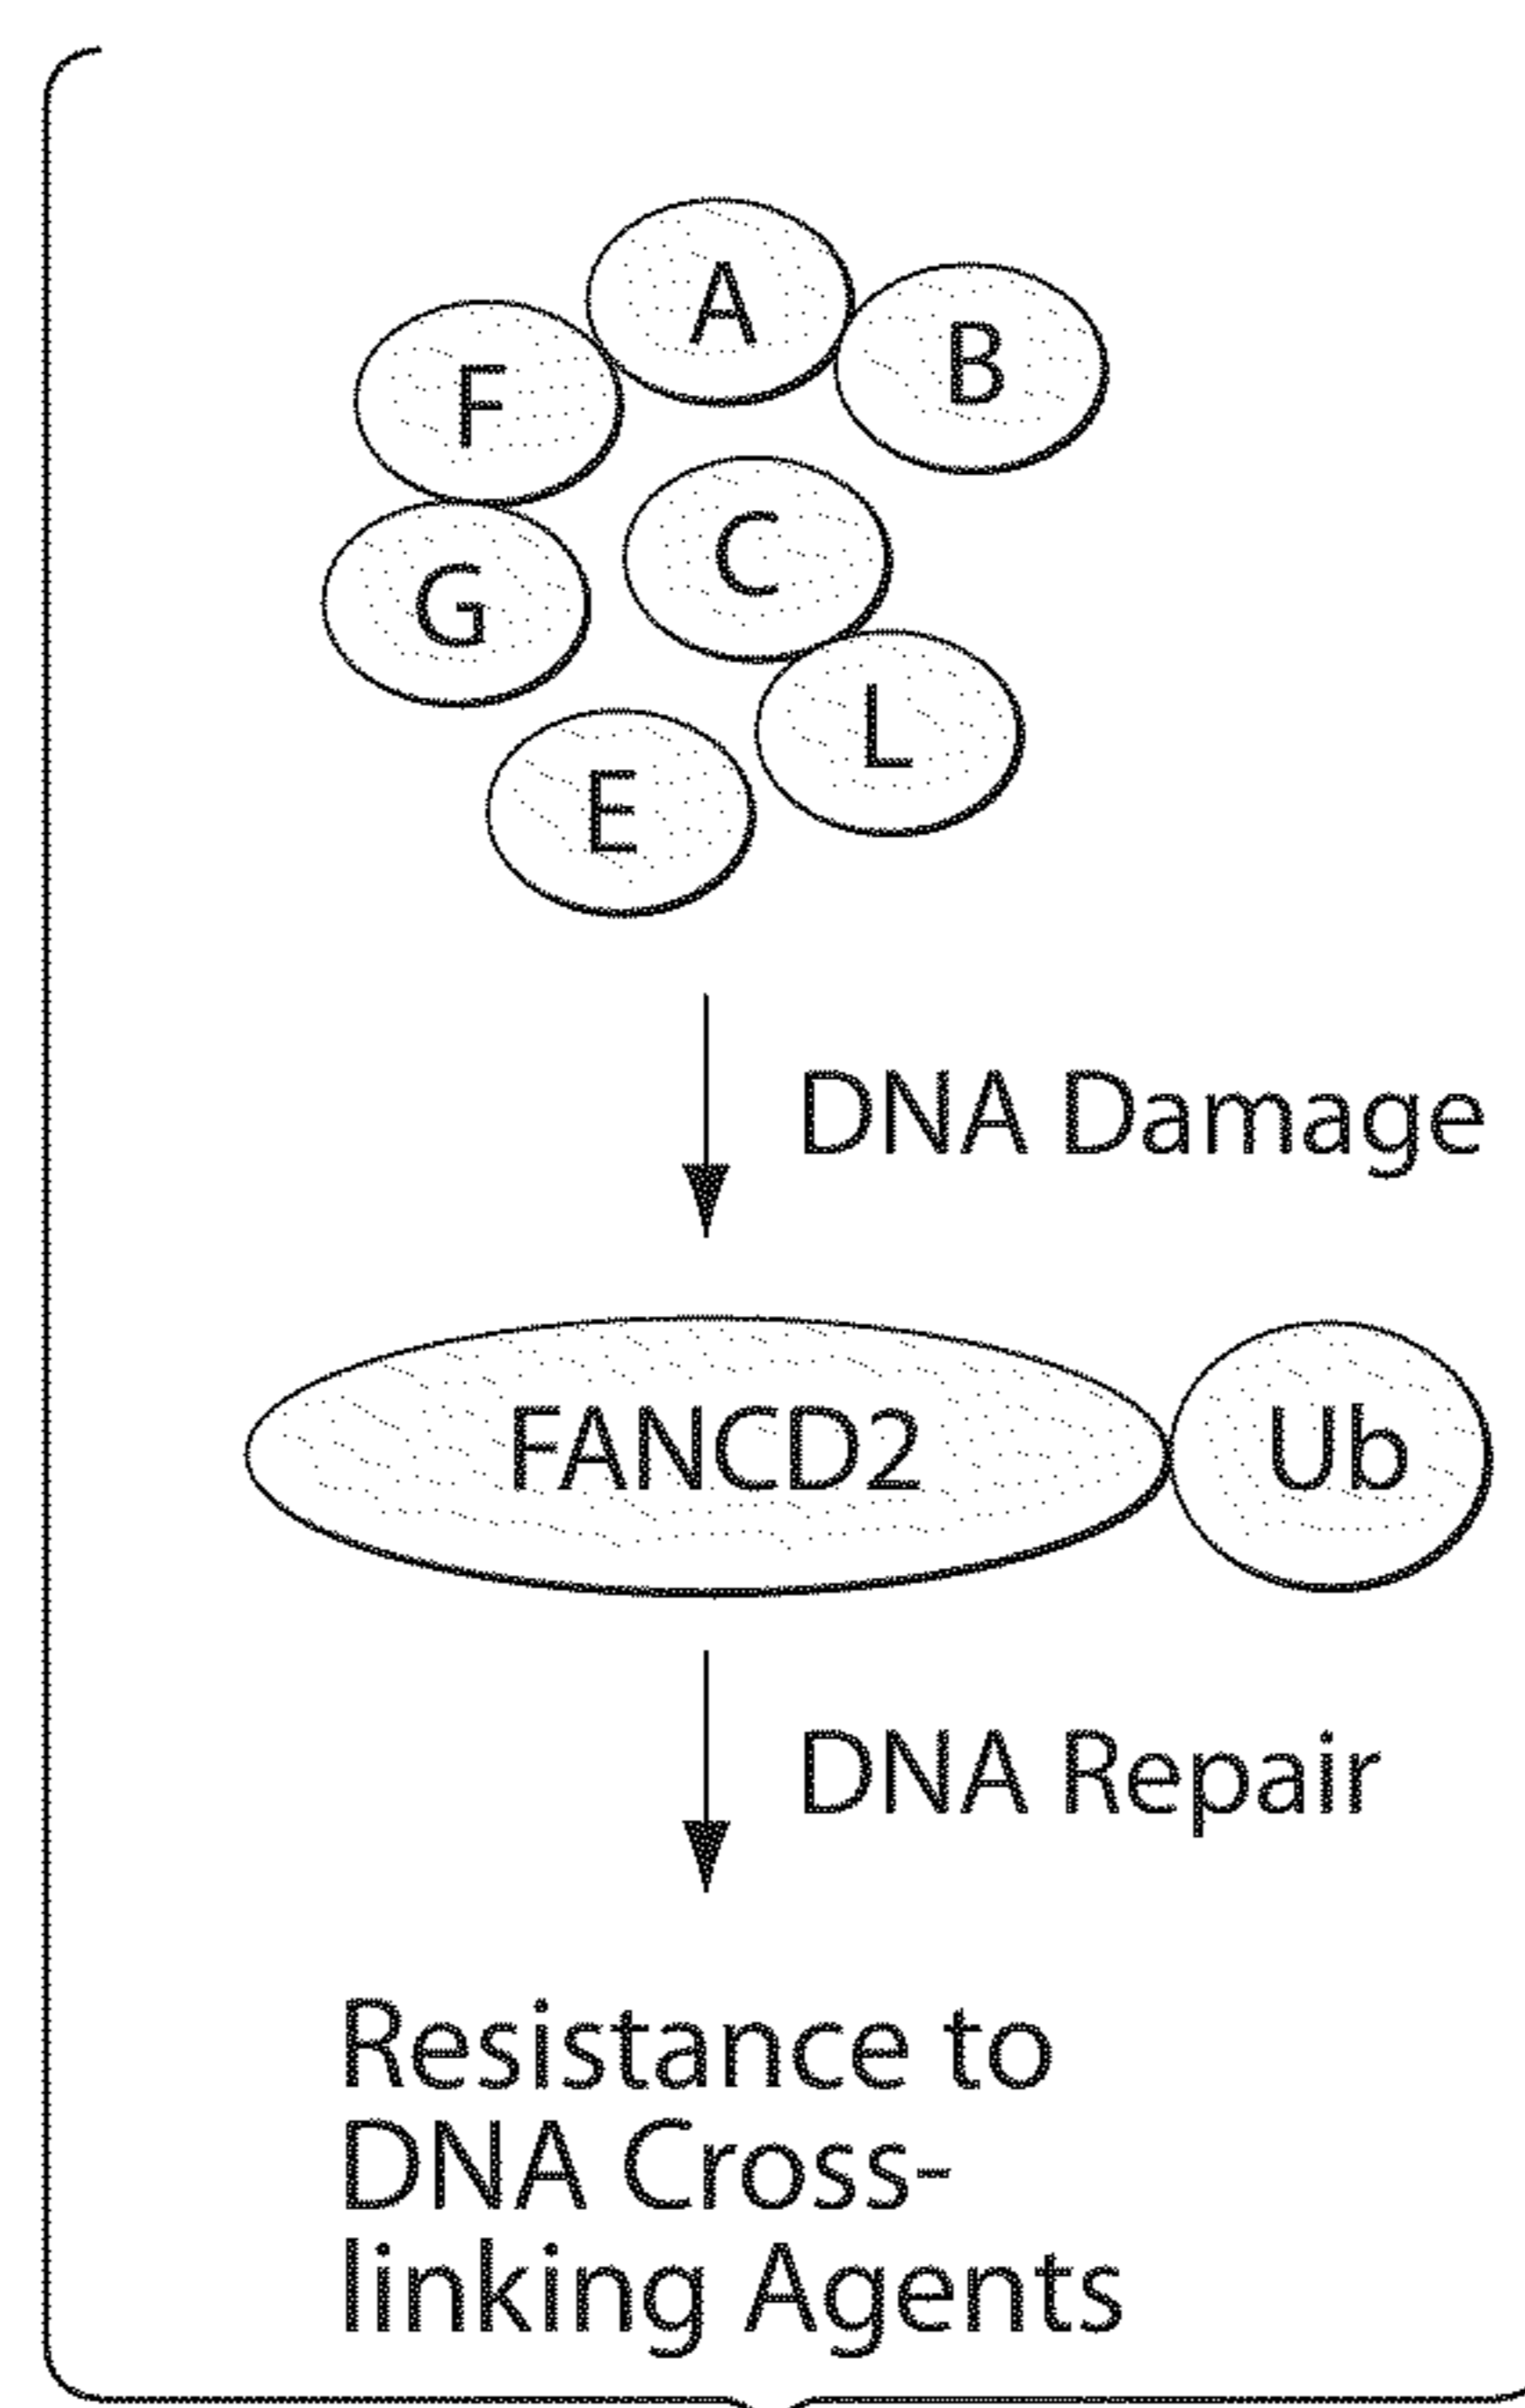 A
B
F
C
G
L
E
DNA Damage
FANCD2
Ub
DNA Repair
Resistance to
DNA Cross-
linking Agents